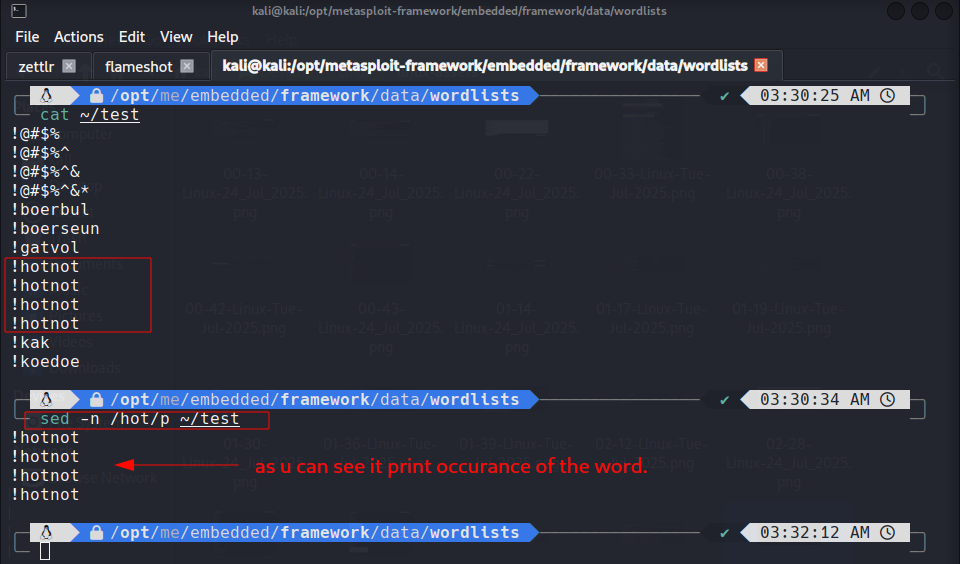 kali@kali:/opt/metasploit-framework/embedded/framework/data/wordlists
File Actions Edit View Help
zettlr flameshot kali@kali:/opt/metasploit-framework/embedded/framework/data/wordlists
/opt/me/embedded/framework/data/wordlists ✔ 03:30:25 AM
cat ~/test
!@#$%
!@#$%^
!@#$%^&
!@#$%^&*
!boerbul
!boerseun
!gatvol
!hotnot
!hotnot
!hotnot
!hotnot
!kak
!koedoe
/opt/me/embedded/framework/data/wordlists ✔ 03:30:34 AM
sed -n /hot/p ~/test
!hotnot
!hotnot
as u can see it print occurance of the word.
!hotnot
!hotnot
/opt/me/embedded/framework/data/wordlists ✔ 03:32:12 AM